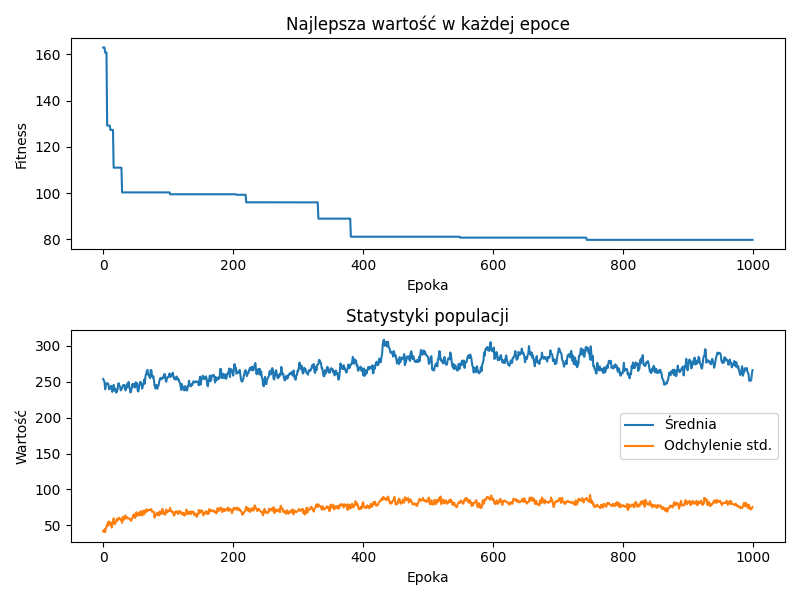 Najlepsza wartość w każdej epoce
160
140
120
100
80
Fitness
0 200 400 600 800 1000
Epoka
Statystyki populacji
300
250
200
150
100
50
Wartość
Średnia
Odchylenie std.
0 200 400 600 800 1000
Epoka